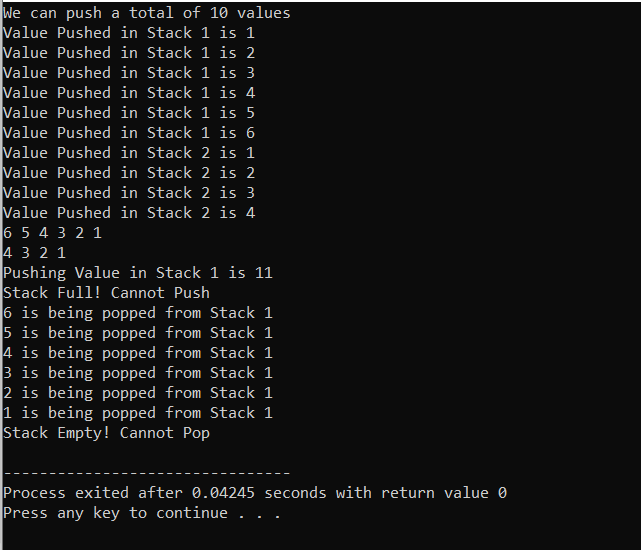 We can push a total of 10 values
Value Pushed in Stack 1 is 1
Value Pushed in Stack 1 is 2
Value Pushed in Stack 1 is 3
Value Pushed in Stack 1 is 4
Value Pushed in Stack 1 is 5
Value Pushed in Stack 1 is 6
Value Pushed in Stack 2 is 1
Value Pushed in Stack 2 is 2
Value Pushed in Stack 2 is 3
Value Pushed in Stack 2 is 4
6 5 4 3 2 1
4 3 2 1
Pushing Value in Stack 1 is 11
Stack Full! Cannot Push
6 is being popped from Stack 1
5 is being popped from Stack 1
4 is being popped from Stack 1
3 is being popped from Stack 1
2 is being popped from Stack 1
1 is being popped from Stack 1
Stack Empty! Cannot Pop
--------------------------------
Process exited after 0.04245 seconds with return value 0
Press any key to continue . . .